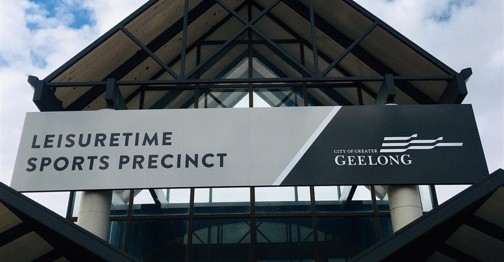 LEISURETIME
SPORTS PRECINCT
CITY OF GREATER
GEELONG